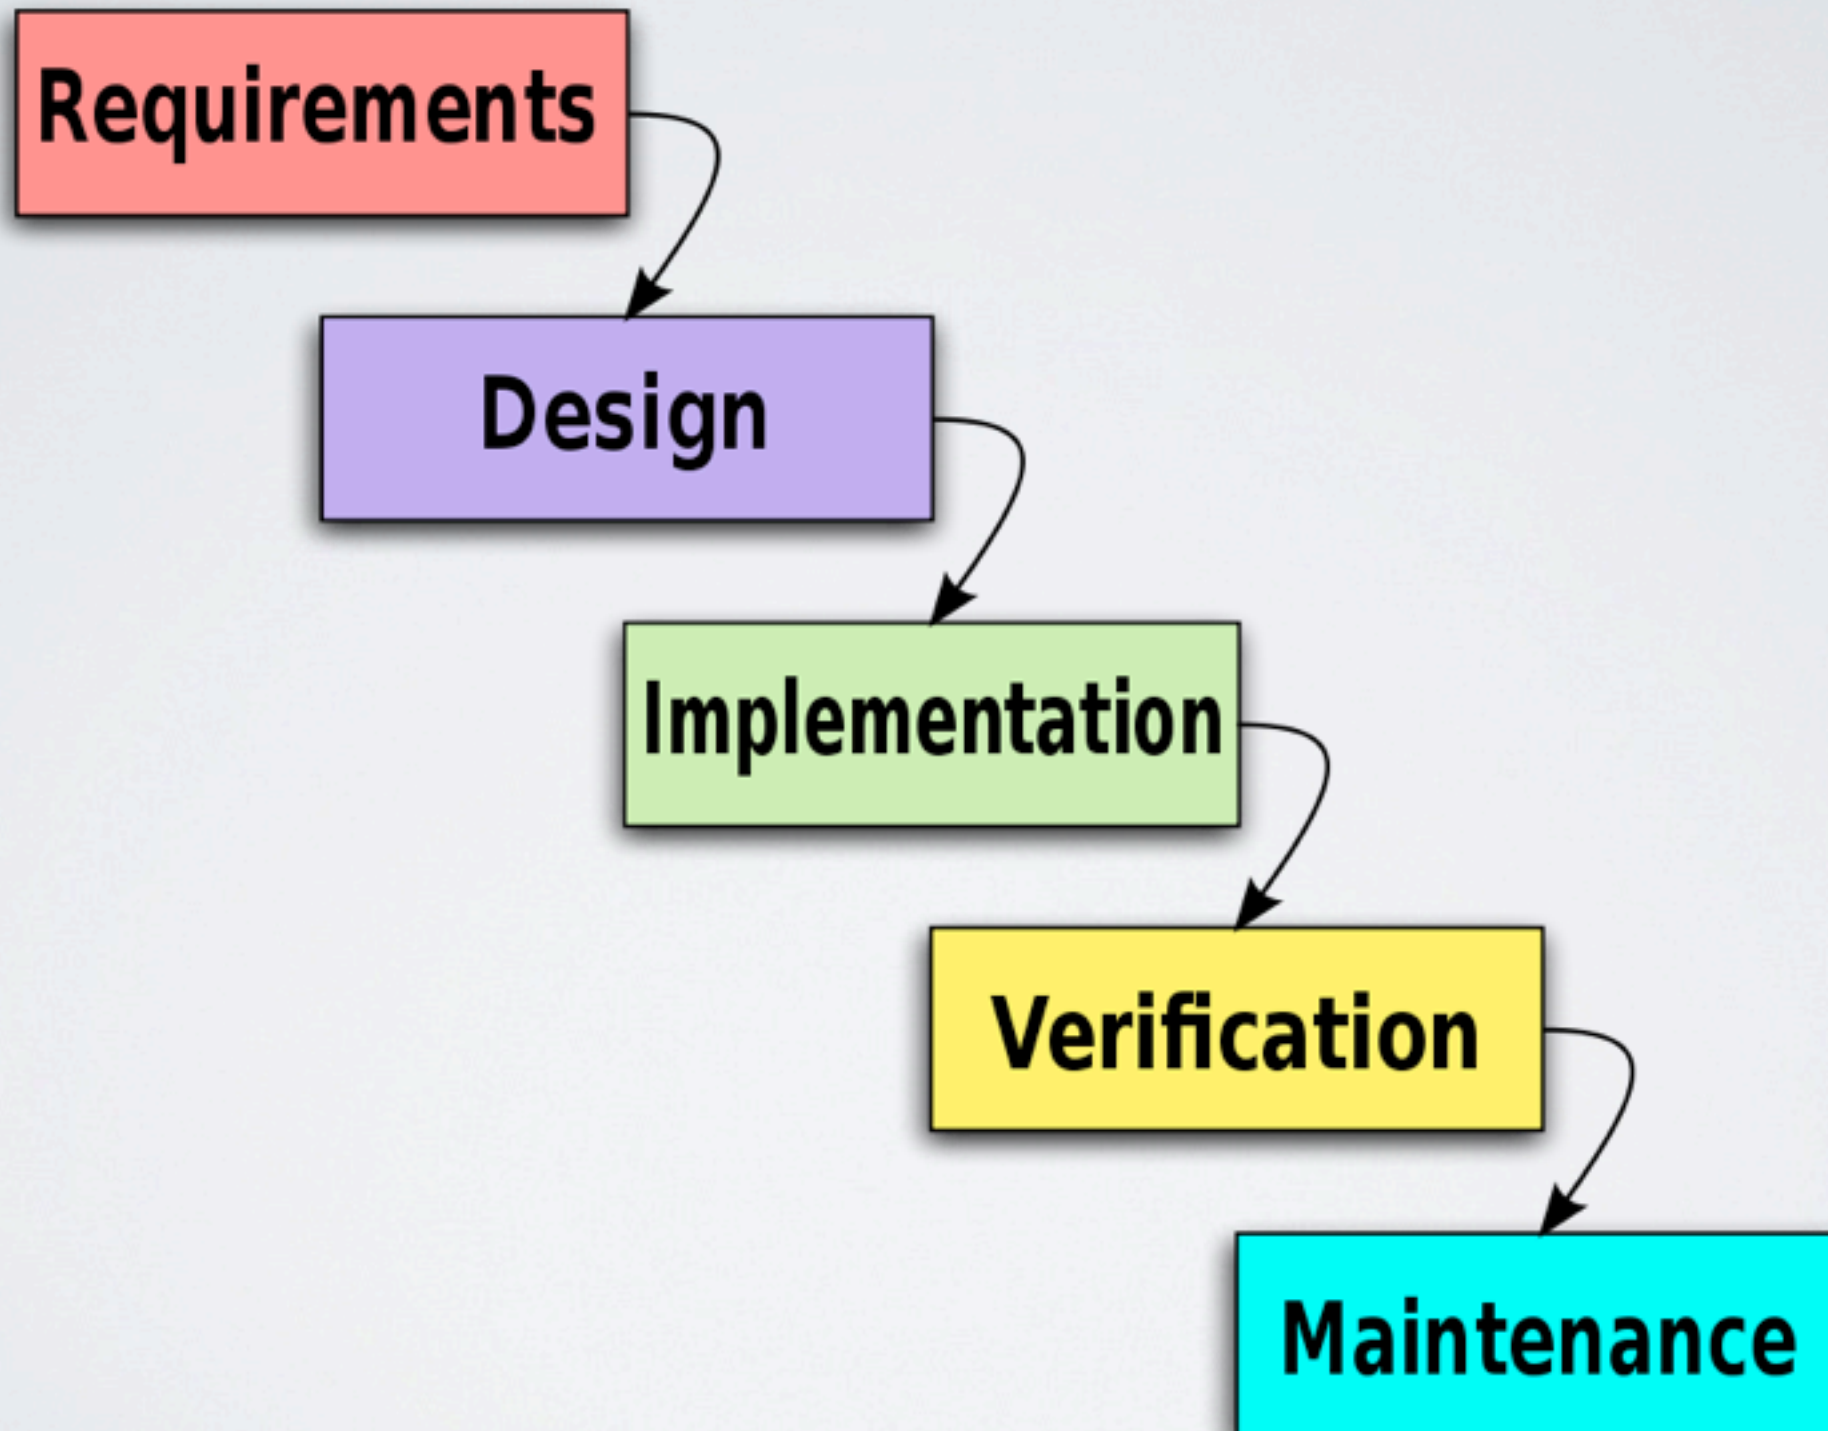 Requirements
Design
Implementation
Verification
Maintenance